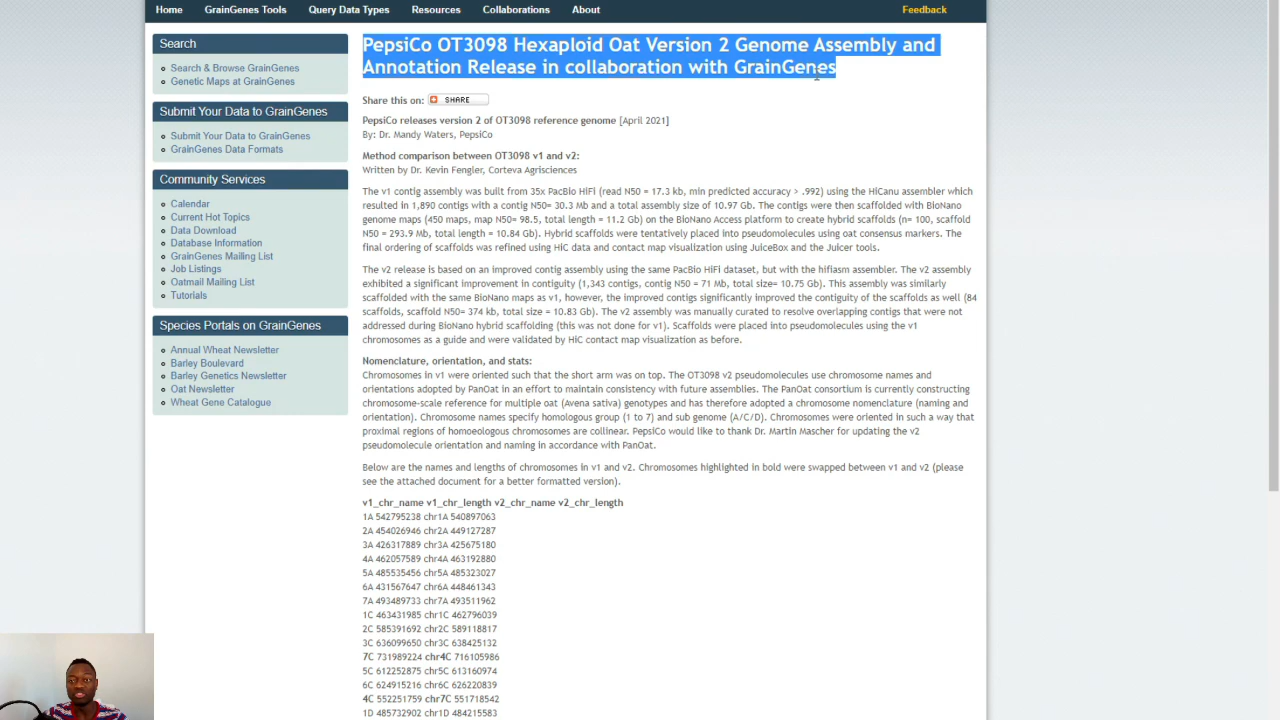 Home GrainGenes Tools Query Data Types Resources Collaborations About Feedback
Search
Search & Browse GrainGenes
Genetic Maps at GrainGenes
Submit Your Data to GrainGenes
Submit Your Data to GrainGenes
GrainGenes Data Formats
Community Services
Calendar
Current Hot Topics
Data Download
Database Information
GrainGenes Mailing List
Job Listings
Oatmail Mailing List
Tutorials
Species Portals on GrainGenes
Annual Wheat Newsletter
Barley Boulevard
Barley Genetics Newsletter
Oat Newsletter
Wheat Gene Catalogue
PepsiCo OT3098 Hexaploid Oat Version 2 Genome Assembly and
Annotation Release in collaboration with GrainGenes
Share this on: SHARE
PepsiCo releases version 2 of OT3098 reference genome [April 2021]
By: Dr. Mandy Waters, PepsiCo
Method comparison between OT3098 v1 and v2:
Written by Dr. Kevin Fengler, Corteva Agrisciences
The v1 contig assembly was built from 35x PacBio HiFi (read N50 = 17.3 kb, min predicted accuracy > .992) using the HiCanu assembler which
resulted in 1,890 contigs with a contig N50= 30.3 Mb and a total assembly size of 10.97 Gb. The contigs were then scaffolded with BioNano
genome maps (450 maps, map N50= 98.5, total length = 11.2 Gb) on the BioNano Access platform to create hybrid scaffolds (n= 100, scaffold
N50 = 293.9 Mb, total length = 10.84 Gb). Hybrid scaffolds were tentatively placed into pseudomolecules using oat consensus markers. The
final ordering of scaffolds was refined using HiC data and contact map visualization using JuiceBox and the Juicer tools.
The v2 release is based on an improved contig assembly using the same PacBio HiFi dataset, but with the hifiasm assembler. The v2 assembly
exhibited a significant improvement in contiguity (1,343 contigs, contig N50 = 71 Mb, total size= 10.75 Gb). This assembly was similarly
scaffolded with the same BioNano maps as v1, however, the improved contigs significantly improved the contiguity of the scaffolds as well (84
scaffolds, scaffold N50= 374 kb, total size = 10.83 Gb). The v2 assembly was manually curated to resolve overlapping contigs that were not
addressed during BioNano hybrid scaffolding (this was not done for v1). Scaffolds were placed into pseudomolecules using the v1
chromosomes as a guide and were validated by HiC contact map visualization as before.
Nomenclature, orientation, and stats:
Chromosomes in v1 were oriented such that the short arm was on top. The OT3098 v2 pseudomolecules use chromosome names and
orientations adopted by PanOat in an effort to maintain consistency with future assemblies. The PanOat consortium is currently constructing
chromosome-scale reference for multiple oat (Avena sativa) genotypes and has therefore adopted a chromosome nomenclature (naming and
orientation). Chromosome names specify homologous group (1 to 7) and sub genome (A/C/D). Chromosomes were oriented in such a way that
proximal regions of homoeologous chromosomes are collinear. PepsiCo would like to thank Dr. Martin Mascher for updating the v2
pseudomolecule orientation and naming in accordance with PanOat.
Below are the names and lengths of chromosomes in v1 and v2. Chromosomes highlighted in bold were swapped between v1 and v2 (please
see the attached document for a better formatted version).
v1_chr_name v1_chr_length v2_chr_name v2_chr_length
1A 542795238 chr1A 540897063
2A 454026946 chr2A 449127287
3A 426317889 chr3A 425675180
4A 462057589 chr4A 463192880
5A 485535456 chr5A 485323027
6A 431567647 chr6A 448461343
7A 493489733 chr7A 493511962
1C 463431985 chr1C 462796039
2C 585391692 chr2C 589118817
3C 636099650 chr3C 638425132
7C 731989224 chr4C 716105986
5C 612252875 chr5C 613160974
6C 624915216 chr6C 626220839
4C 552251759 chr7C 551718542
1D 485732902 chr1D 484215583